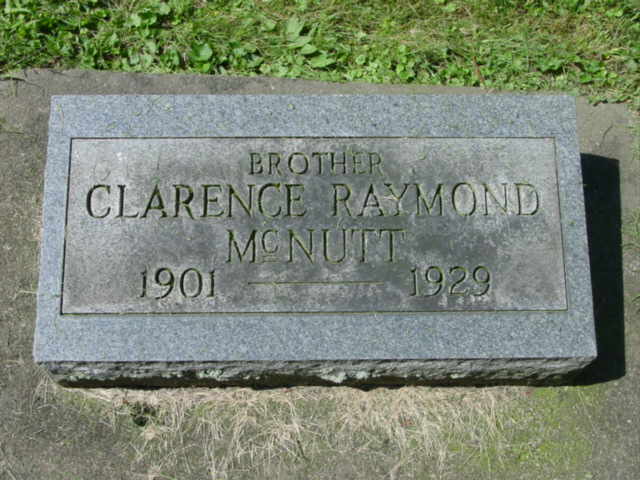 BROTHER
CLARENCE RAYMOND
McNUTT
1901 — 1929